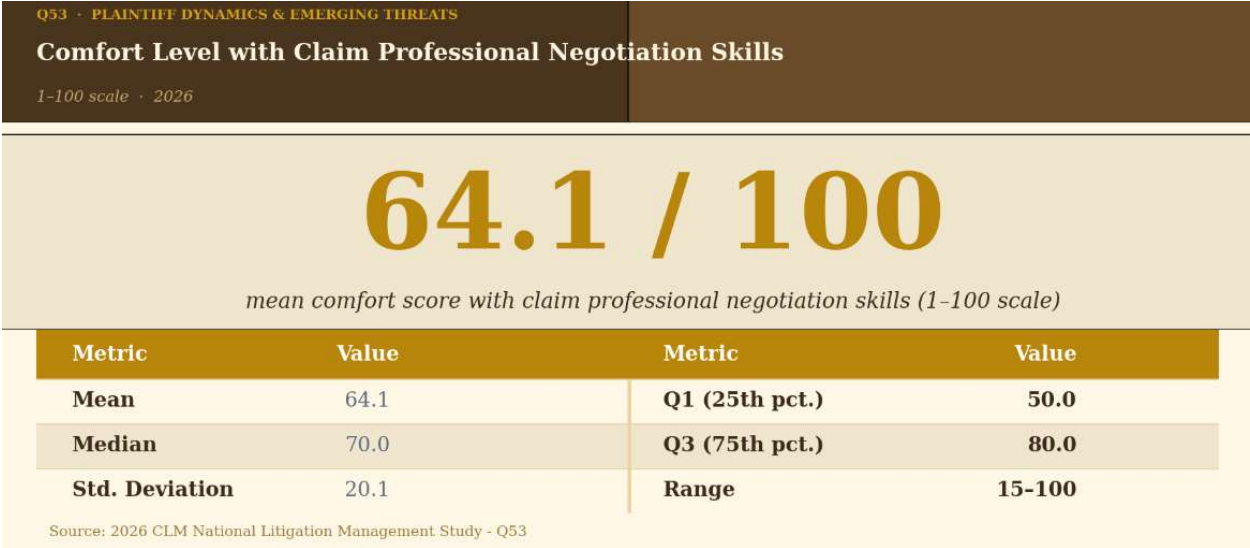 Q53 · PLAINTIFF DYNAMICS & EMERGING THREATS
Comfort Level with Claim Professional Negotiation Skills
1–100 scale · 2026
64.1 / 100
mean comfort score with claim professional negotiation skills (1–100 scale)
Metric Value Metric Value
Mean 64.1 Q1 (25th pct.) 50.0
Median 70.0 Q3 (75th pct.) 80.0
Std. Deviation 20.1 Range 15–100
Source: 2026 CLM National Litigation Management Study - Q53